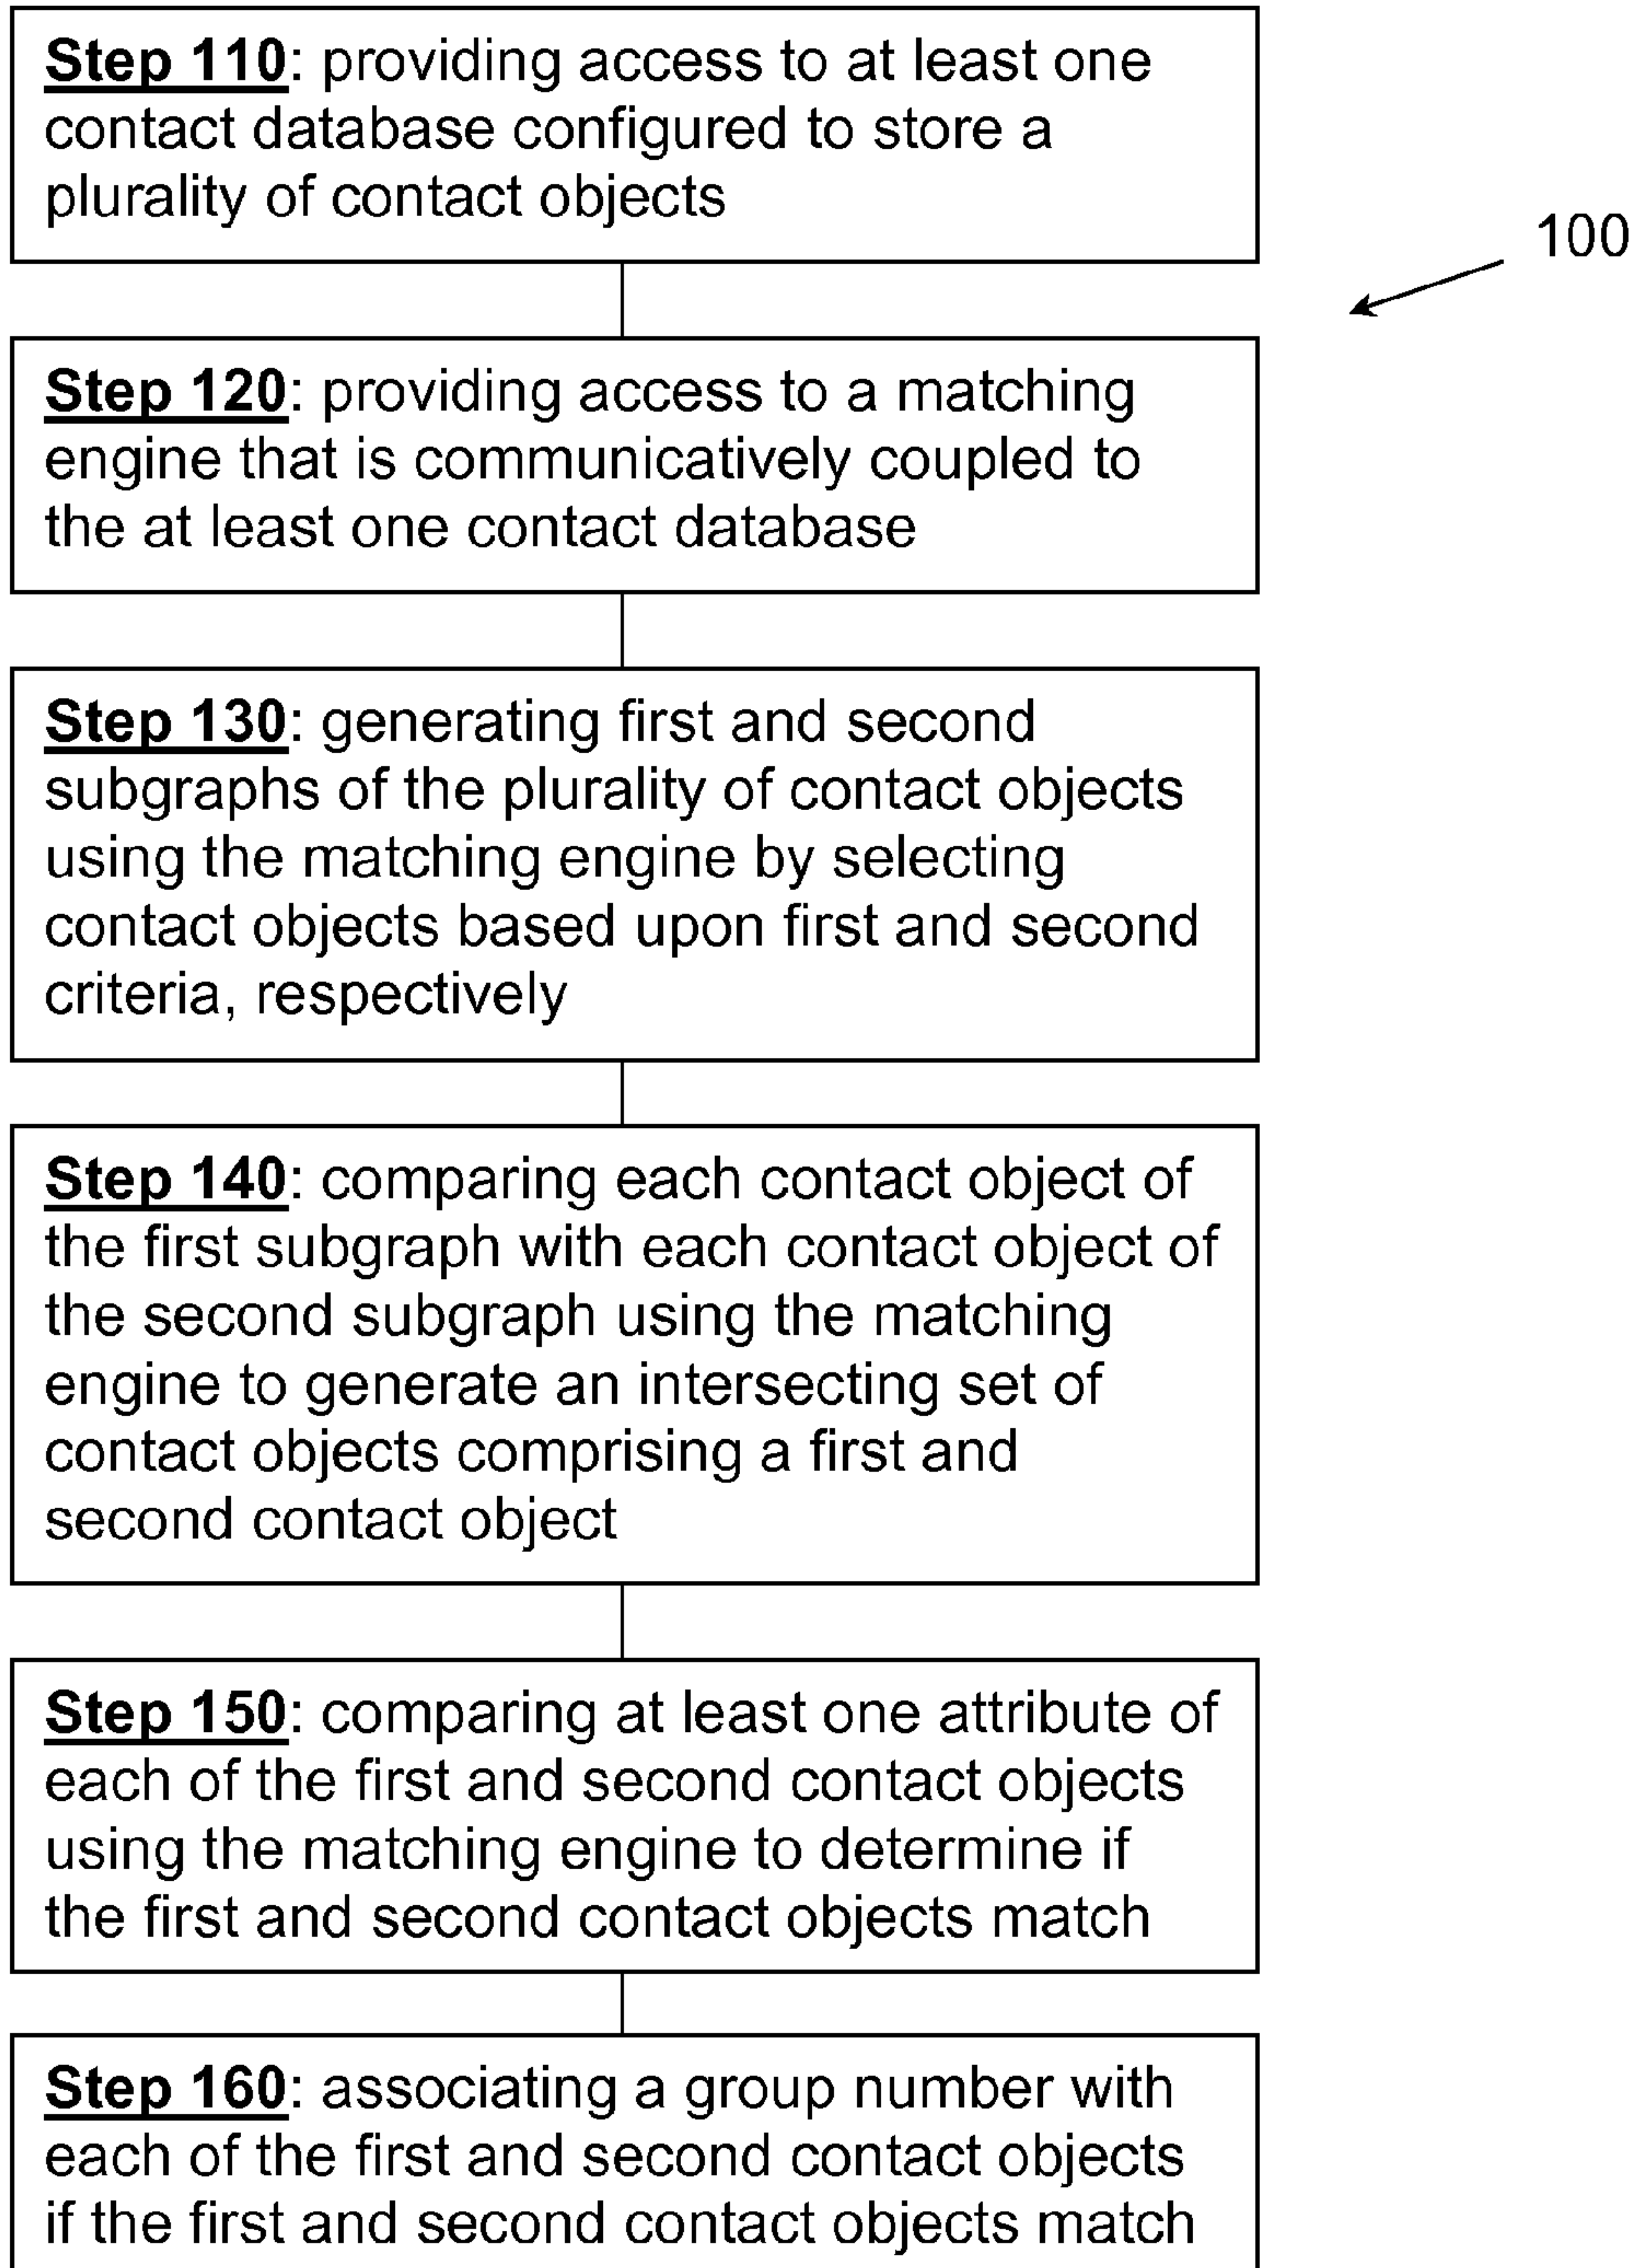 Step 110: providing access to at least one
contact database configured to store a
plurality of contact objects
100
Step 120: providing access to a matching
engine that is communicatively coupled to
the at least one contact database
Step 130: generating first and second
subgraphs of the plurality of contact objects
using the matching engine by selecting
contact objects based upon first and second
criteria, respectively
Step 140: comparing each contact object of
the first subgraph with each contact object of
the second subgraph using the matching
engine to generate an intersecting set of
contact objects comprising a first and
second contact object
Step 150: comparing at least one attribute of
each of the first and second contact objects
using the matching engine to determine if
the first and second contact objects match
Step 160: associating a group number with
each of the first and second contact objects
if the first and second contact objects match